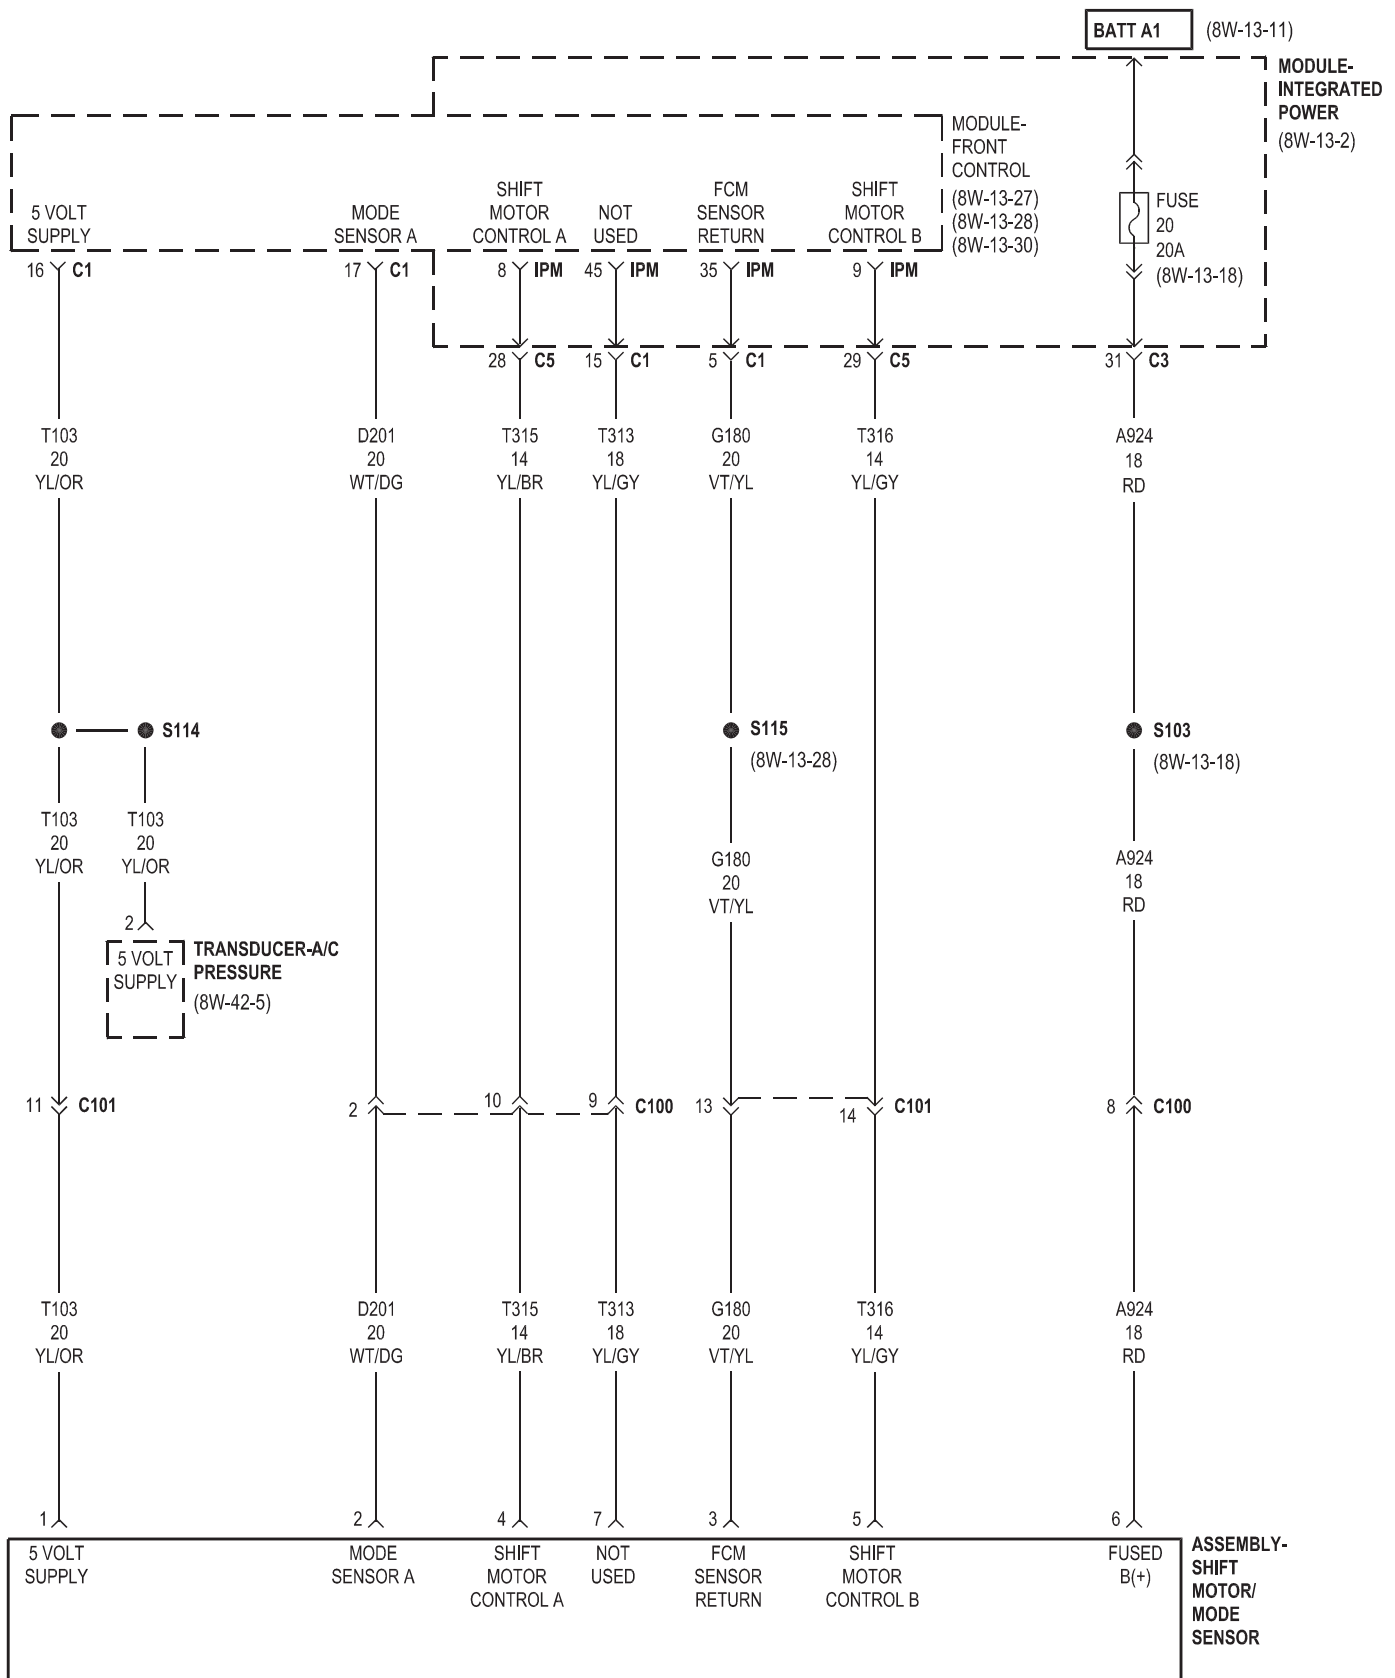 BATT A1 (8W-13-11)
MODULE-
INTEGRATED
POWER
(8W-13-2)
MODULE-
FRONT
CONTROL
(8W-13-27)
(8W-13-28)
(8W-13-30)
5 VOLT
SUPPLY
MODE
SENSOR A
SHIFT
MOTOR
CONTROL A
NOT
USED
FCM
SENSOR
RETURN
SHIFT
MOTOR
CONTROL B
FUSE
20
20A
(8W-13-18)
16 C1 17 C1 8 IPM 45 IPM 35 IPM 9 IPM
28 C5 15 C1 5 C1 29 C5 31 C3
T103 D201 T315 T313 G180 T316 A924
20 20 14 18 20 14 18
YL/OR WT/DG YL/BR YL/GY VT/YL YL/GY RD
S114
S115
(8W-13-28)
S103
(8W-13-18)
T103 T103
20 20
YL/OR YL/OR
G180
20
VT/YL
A924
18
RD
2
5 VOLT
SUPPLY
TRANSDUCER-A/C
PRESSURE
(8W-42-5)
11 C101 2 10 9 C100 13 14 C101 8 C100
T103 D201 T315 T313 G180 T316 A924
20 20 14 18 20 14 18
YL/OR WT/DG YL/BR YL/GY VT/YL YL/GY RD
1 2 4 7 3 5 6
5 VOLT
SUPPLY
MODE
SENSOR A
SHIFT
MOTOR
CONTROL A
NOT
USED
FCM
SENSOR
RETURN
SHIFT
MOTOR
CONTROL B
FUSED
B(+)
ASSEMBLY-
SHIFT
MOTOR/
MODE
SENSOR